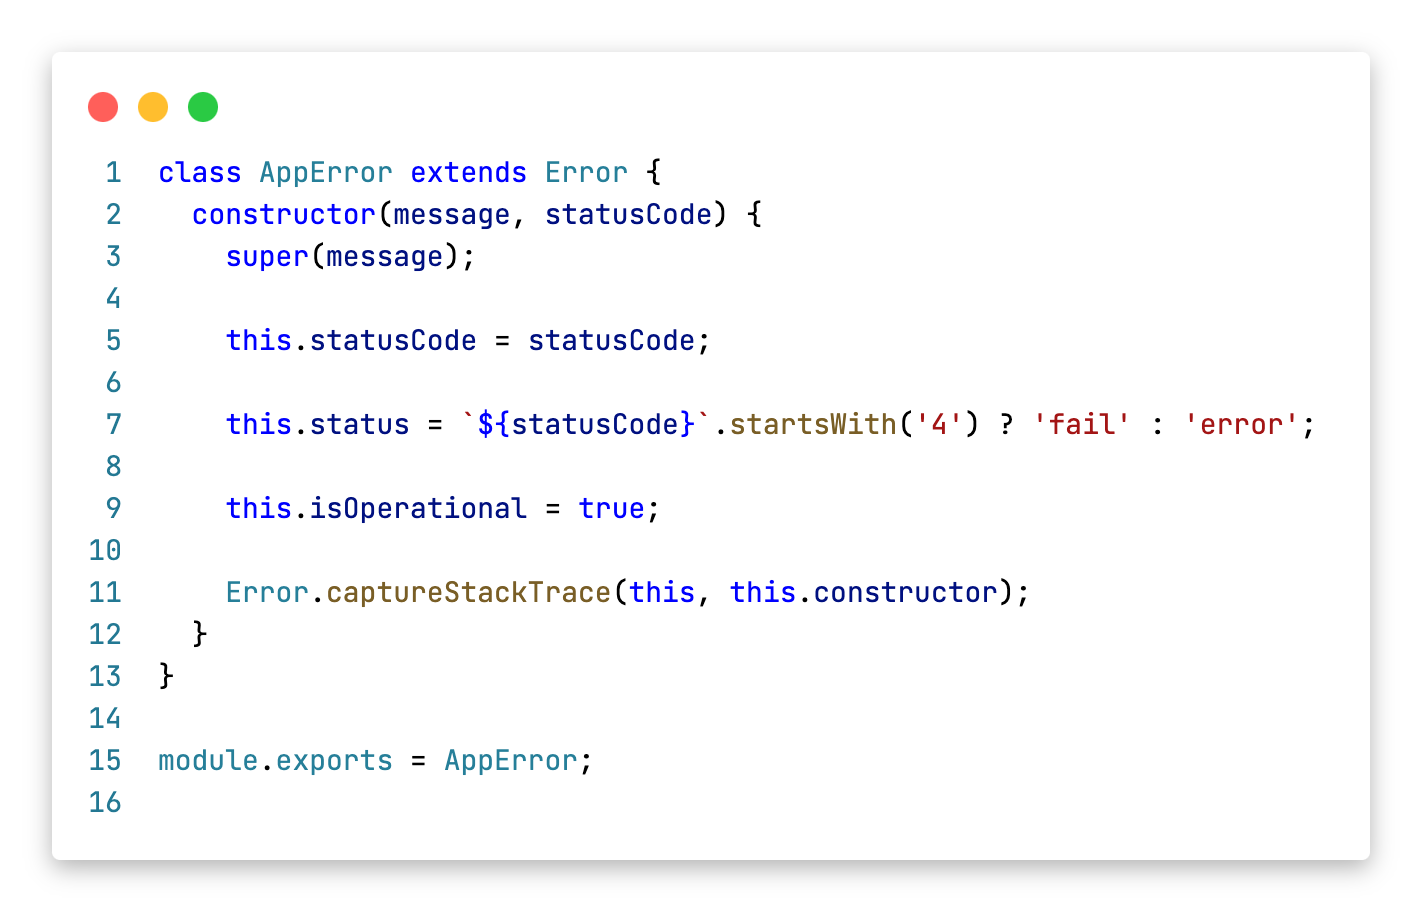 1 class AppError extends Error {
2   constructor(message, statusCode) {
3     super(message);
4
5     this.statusCode = statusCode;
6
7     this.status = `${statusCode}`.startsWith('4') ? 'fail' : 'error';
8
9     this.isOperational = true;
10
11     Error.captureStackTrace(this, this.constructor);
12   }
13 }
14
15 module.exports = AppError;
16